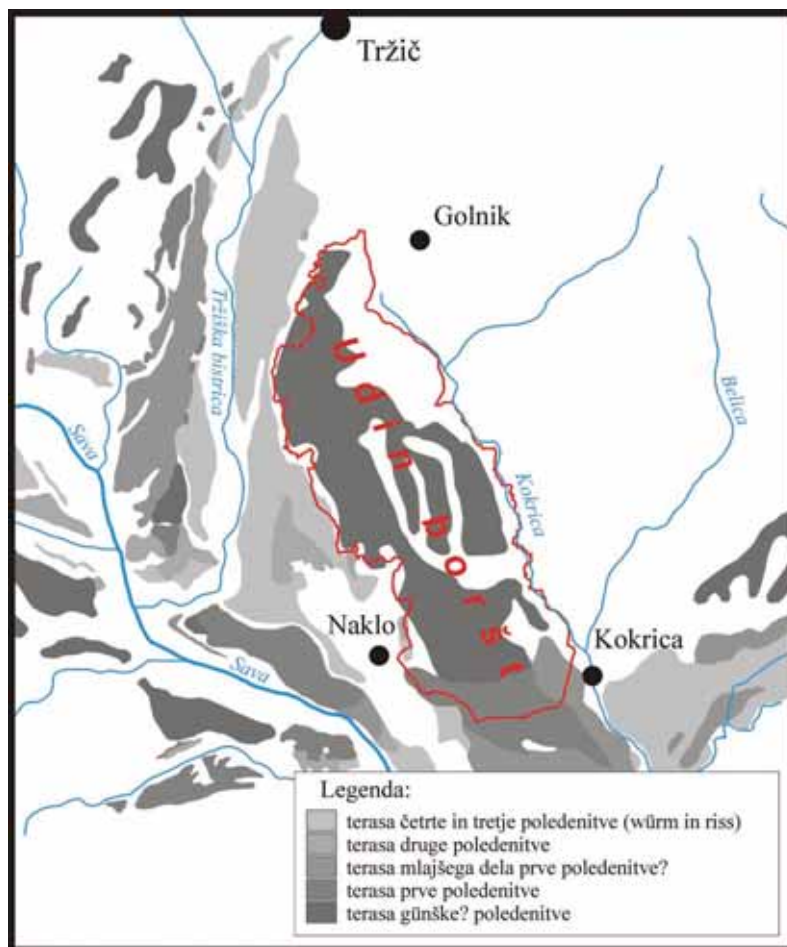 Tržič
Golnik
Tržiška bistrica
Belica
Sava
Udin boršt
Kokrica
Naklo
Kokrica
Sava
Legenda:
terasa četrte in tretje poledenitve (würm in riss)
terasa druge poledenitve
terasa mlajšega dela prve poledenitve?
terasa prve poledenitve
terasa günške? poledenitve